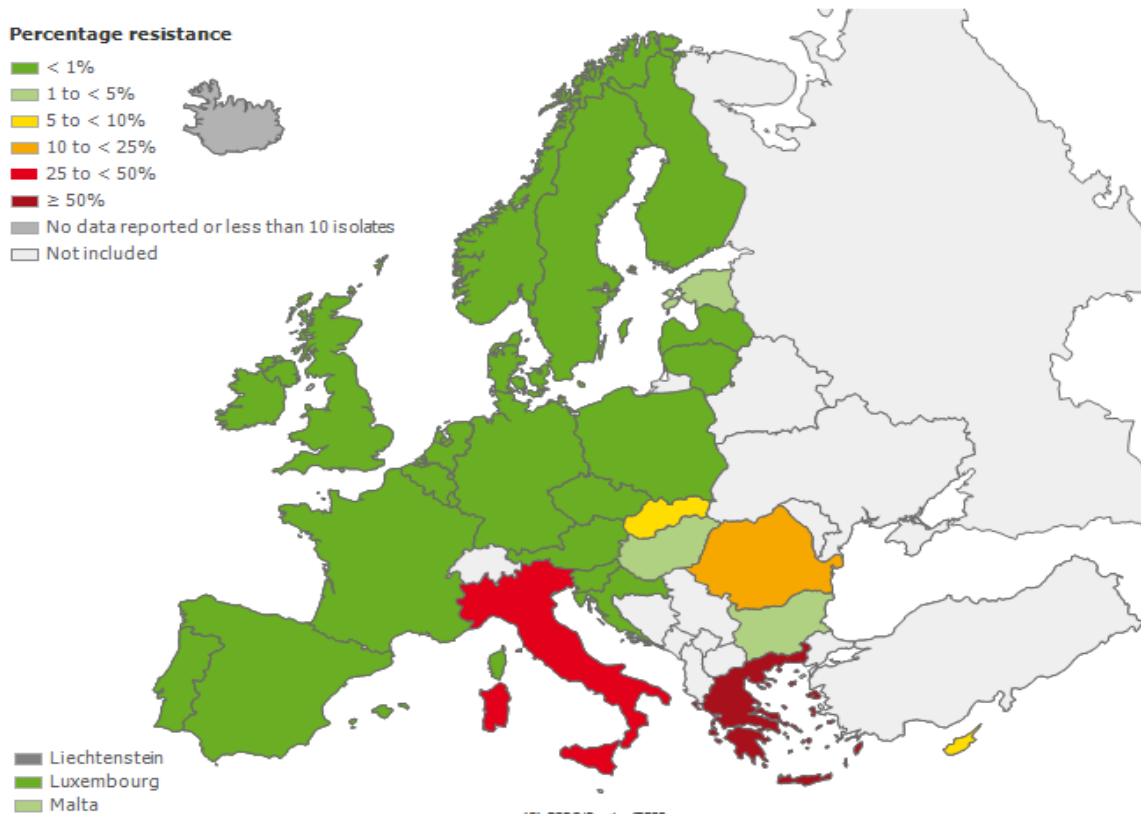 Percentage resistance
< 1%
1 to < 5%
5 to < 10%
10 to < 25%
25 to < 50%
≥ 50%
No data reported or less than 10 isolates
Not included
Liechtenstein
Luxembourg
Malta